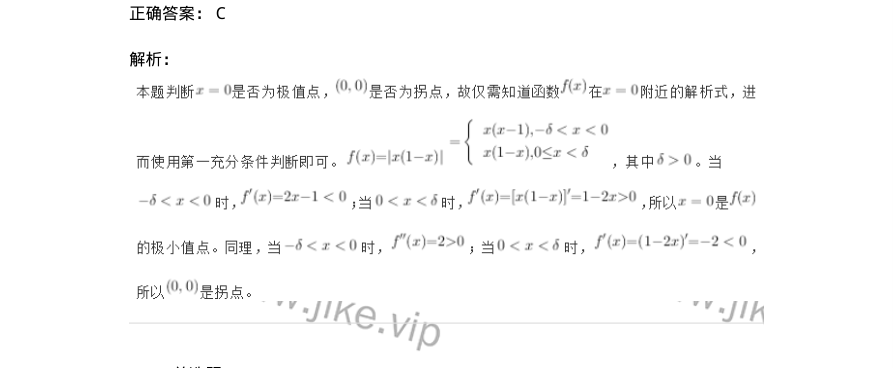 正确答案： C
解析：
本题判断x = 0是否为极值点，(0, 0)是否为拐点，故仅需知道函数f(x)在x = 0附近的解析式，进
而使用第一充分条件判断即可。f(x)=|x(1−x)| = { x(x−1),−δ < x < 0
x(1−x),0≤x < δ ，其中δ > 0 。当
−δ < x < 0 时，f′(x)=2x−1 < 0 ;当 0 < x < δ 时，f′(x)=[x(1−x)]′=1−2x>0 ,所以x = 0是f(x)
的极小值点。同理，当−δ < x < 0 时， f″(x)=2>0 ；当0 < x < δ 时， f′(x)=(1−2x)′=−2 < 0 ，
所以(0, 0)是拐点。
w.jike.vip
w.jik